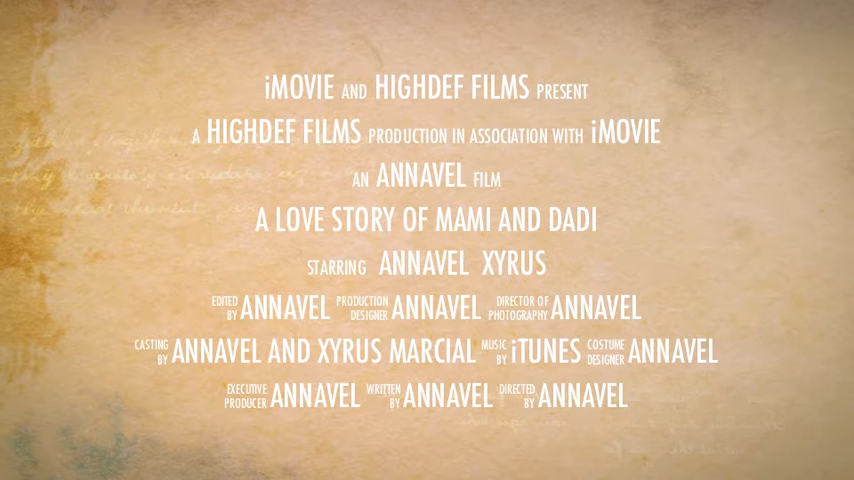 iMOVIE AND HIGHDEF FILMS PRESENT
A HIGHDEF FILMS PRODUCTION IN ASSOCIATION WITH iMOVIE
AN ANNAVEL FILM
A LOVE STORY OF MAMI AND DADI
STARRING ANNAVEL XYRUS
EDITED BY ANNAVEL PRODUCTION DESIGNER ANNAVEL DIRECTOR OF PHOTOGRAPHY ANNAVEL
CASTING BY ANNAVEL AND XYRUS MARCIAL MUSIC BY iTUNES COSTUME DESIGNER ANNAVEL
EXECUTIVE PRODUCER ANNAVEL WRITTEN BY ANNAVEL DIRECTED BY ANNAVEL